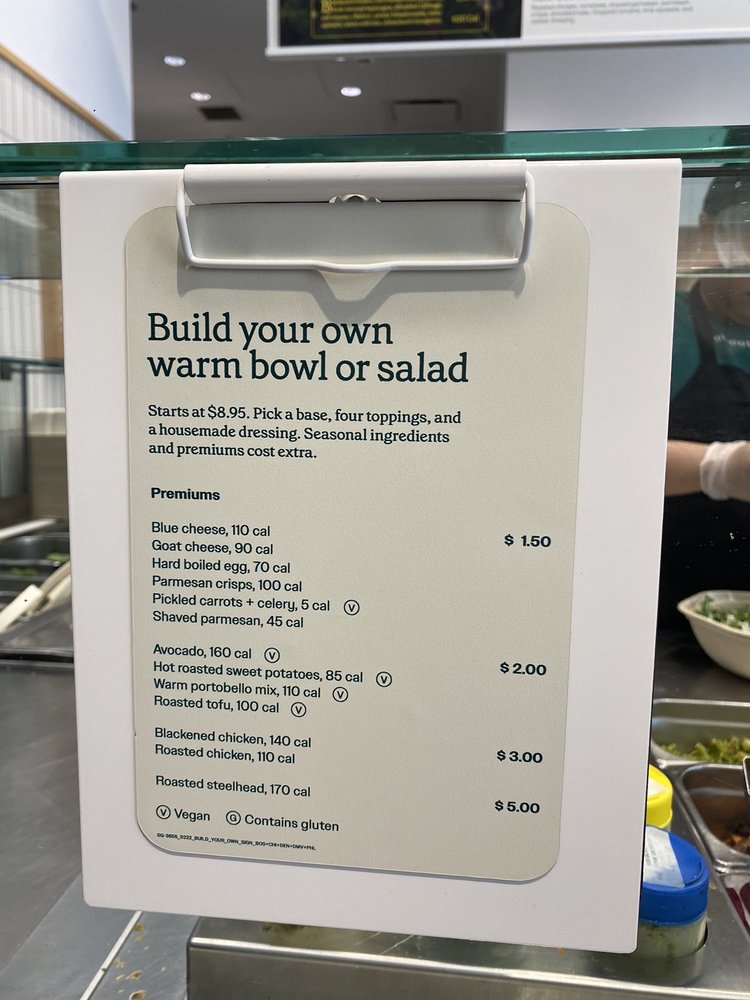 600 Cal
Build your own
warm bowl or salad
Starts at $8.95. Pick a base, four toppings, and
a housemade dressing. Seasonal ingredients
and premiums cost extra.
Premiums
Blue cheese, 110 cal
$ 1.50
Goat cheese, 90 cal
Hard boiled egg, 70 cal
Parmesan crisps, 100 cal
Pickled carrots + celery, 5 cal V
Shaved parmesan, 45 cal
Avocado, 160 cal V
$ 2.00
Hot roasted sweet potatoes, 85 cal V
Warm portobello mix, 110 cal V
Roasted tofu, 100 cal V
Blackened chicken, 140 cal
$ 3.00
Roasted chicken, 110 cal
Roasted steelhead, 170 cal
$ 5.00
V Vegan G Contains gluten